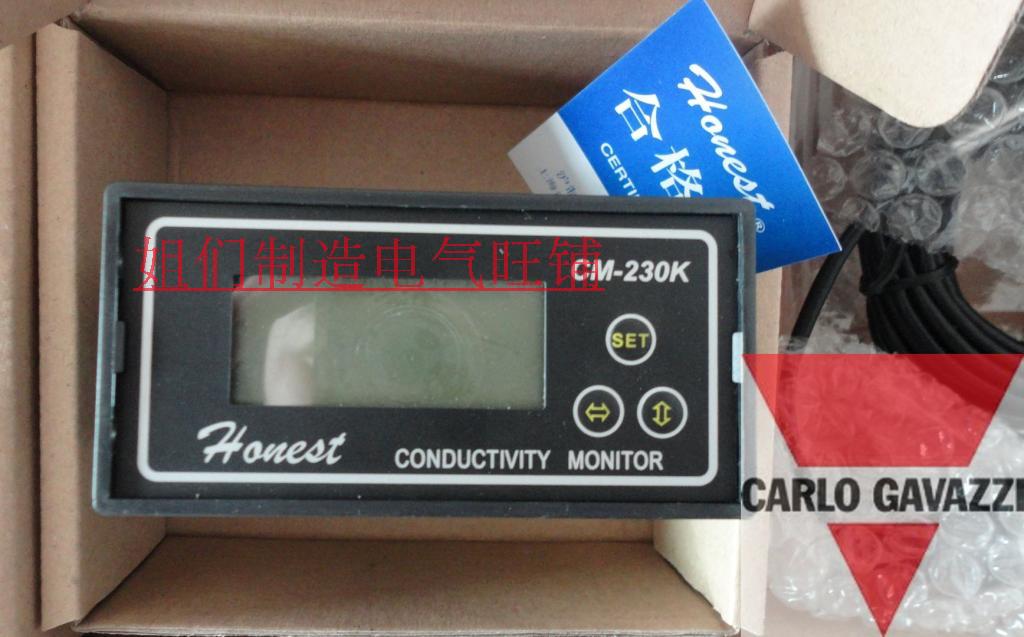 Honest®
合格
CERTI
姐们制造电气旺铺
CM-230K
SET
Honest
CONDUCTIVITY MONITOR
CARLO GAVAZZI